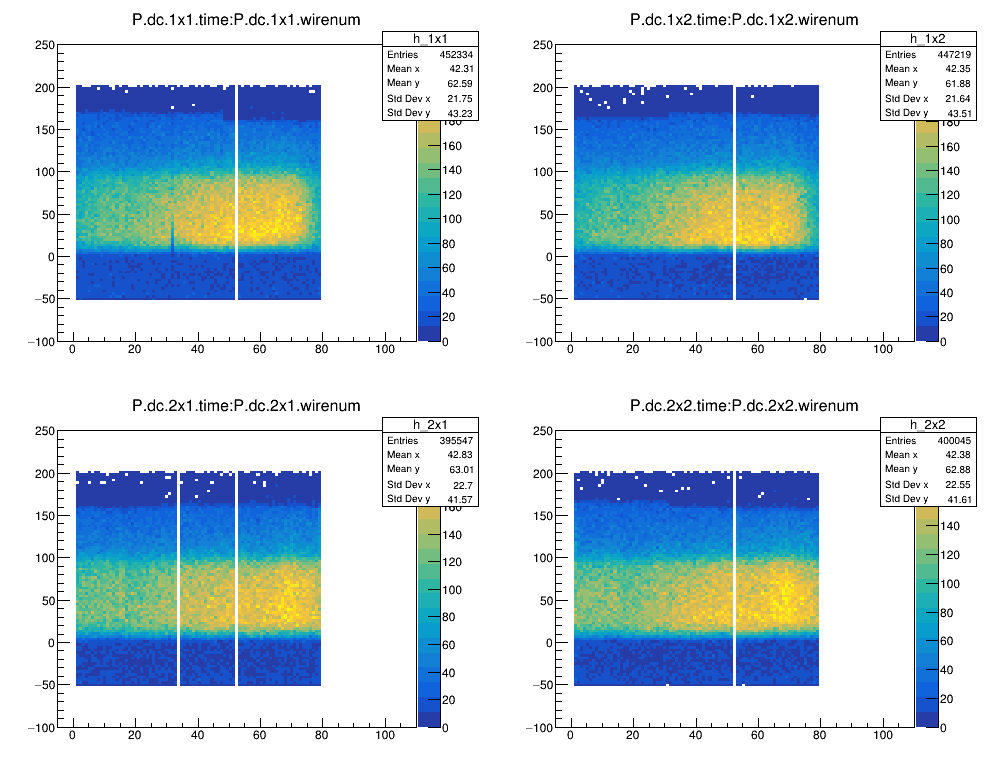 P.dc.1x1.time:P.dc.1x1.wirenum
h_1x1
Entries 452334
Mean x 42.31
Mean y 62.59
Std Dev x 21.75
Std Dev y 43.23
250
200
150
100
50
0
−50
−100
0 20 40 60 80 100
180
160
140
120
100
80
60
40
20
0
P.dc.1x2.time:P.dc.1x2.wirenum
h_1x2
Entries 447219
Mean x 42.35
Mean y 61.88
Std Dev x 21.64
Std Dev y 43.51
250
200
150
100
50
0
−50
−100
0 20 40 60 80 100
180
160
140
120
100
80
60
40
20
0
P.dc.2x1.time:P.dc.2x1.wirenum
h_2x1
Entries 395547
Mean x 42.83
Mean y 63.01
Std Dev x 22.7
Std Dev y 41.57
250
200
150
100
50
0
−50
−100
0 20 40 60 80 100
160
140
120
100
80
60
40
20
0
P.dc.2x2.time:P.dc.2x2.wirenum
h_2x2
Entries 400045
Mean x 42.38
Mean y 62.88
Std Dev x 22.55
Std Dev y 41.61
250
200
150
100
50
0
−50
−100
0 20 40 60 80 100
140
120
100
80
60
40
20
0